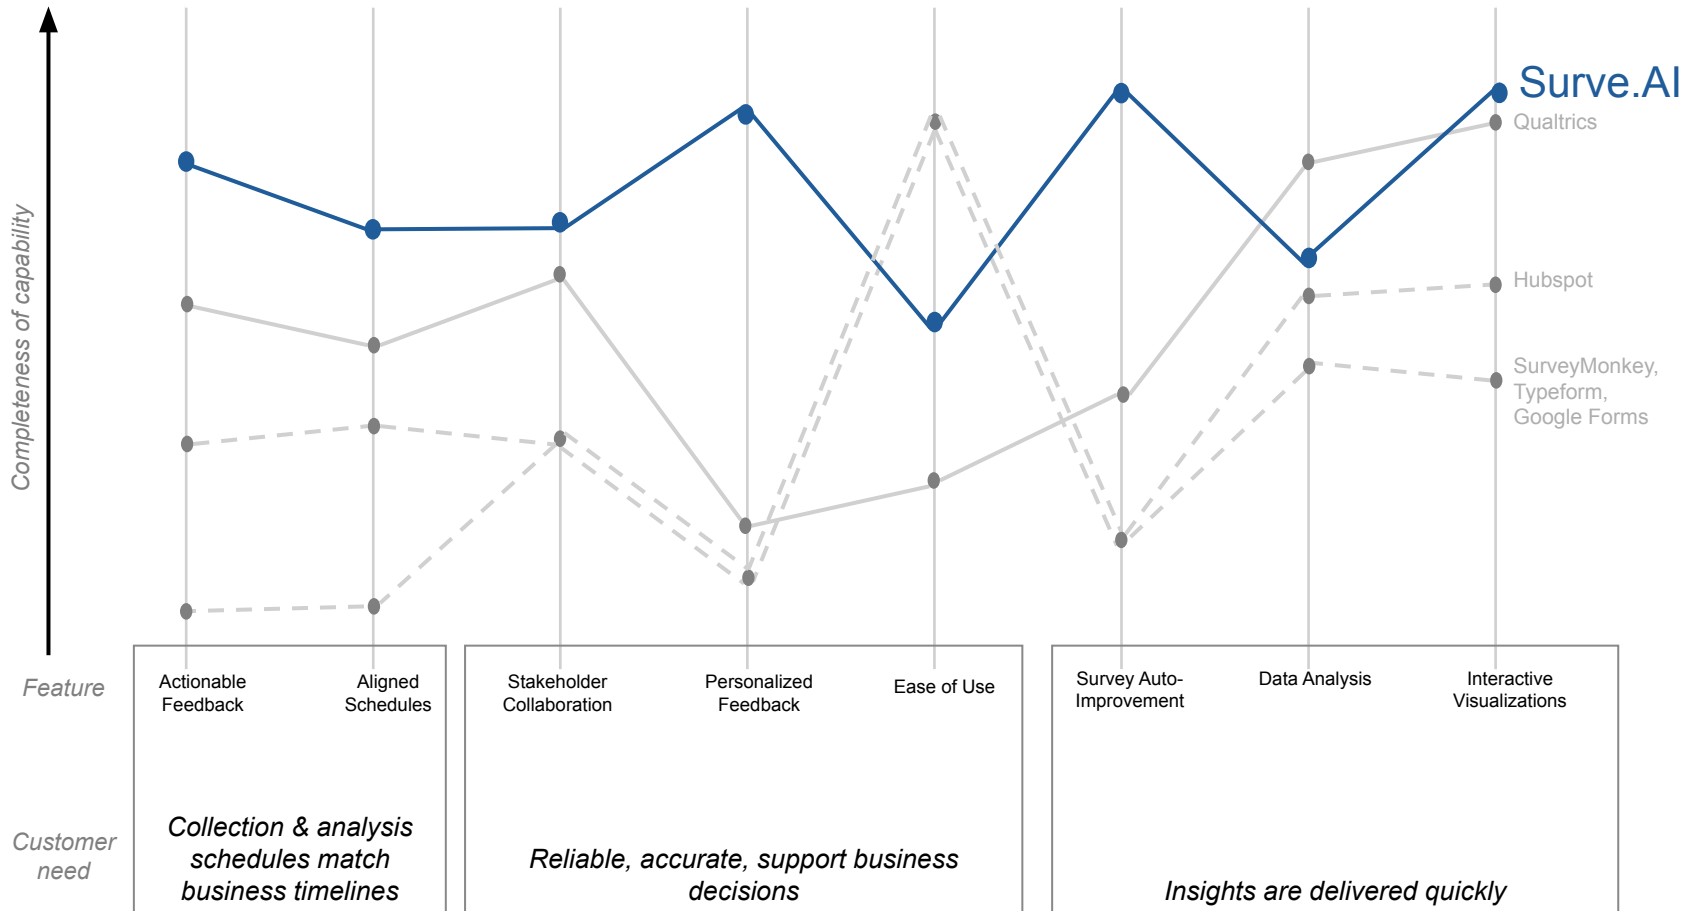 Completeness of capability
Surve.AI
Qualtrics
Hubspot
SurveyMonkey,
Typeform,
Google Forms
Feature
Actionable
Feedback
Aligned
Schedules
Stakeholder
Collaboration
Personalized
Feedback
Ease of Use
Survey Auto-
Improvement
Data Analysis
Interactive
Visualizations
Customer
need
Collection & analysis
schedules match
business timelines
Reliable, accurate, support business
decisions
Insights are delivered quickly